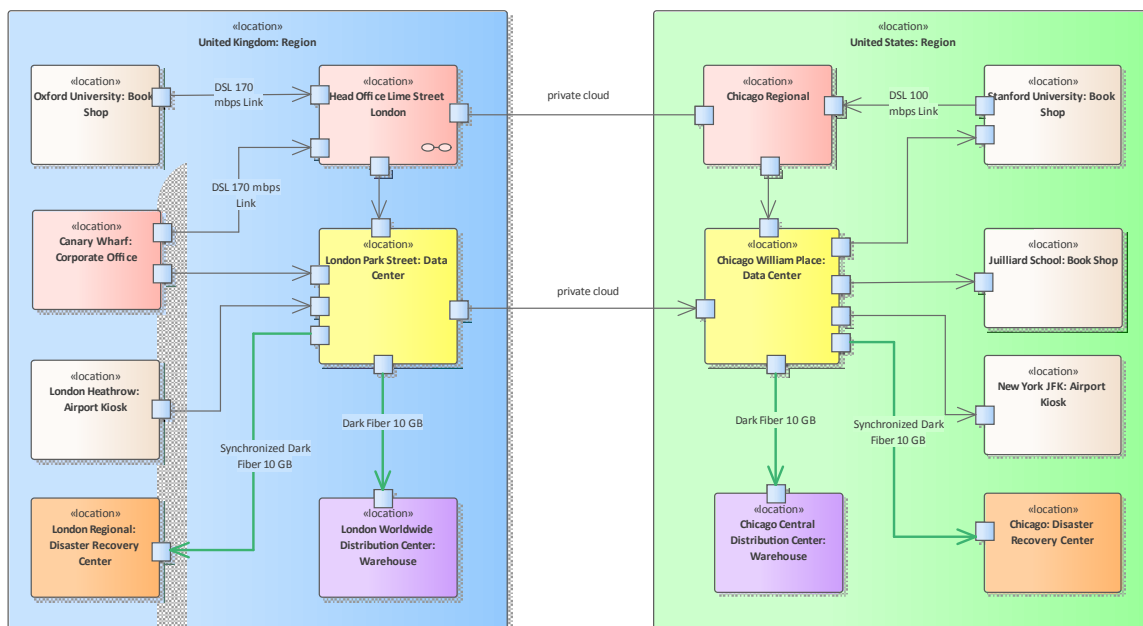 «location»
United Kingdom: Region
«location»
Oxford University: Book
Shop
DSL 170
mbps Link
«location»
Head Office Lime Street
London
DSL 170 mbps
Link
«location»
Canary Wharf:
Corporate Office
«location»
London Park Street: Data
Center
«location»
London Heathrow:
Airport Kiosk
Dark Fiber 10 GB
Synchronized Dark
Fiber 10 GB
«location»
London Regional:
Disaster Recovery
Center
«location»
London Worldwide
Distribution Center:
Warehouse
private cloud
private cloud
«location»
United States: Region
«location»
Chicago Regional
DSL 100
mbps Link
«location»
Stanford University: Book
Shop
«location»
Chicago William Place:
Data Center
«location»
Juilliard School: Book Shop
«location»
New York JFK: Airport
Kiosk
Dark Fiber 10 GB
Synchronized Dark
Fiber 10 GB
«location»
Chicago Central
Distribution Center:
Warehouse
«location»
Chicago: Disaster
Recovery Center